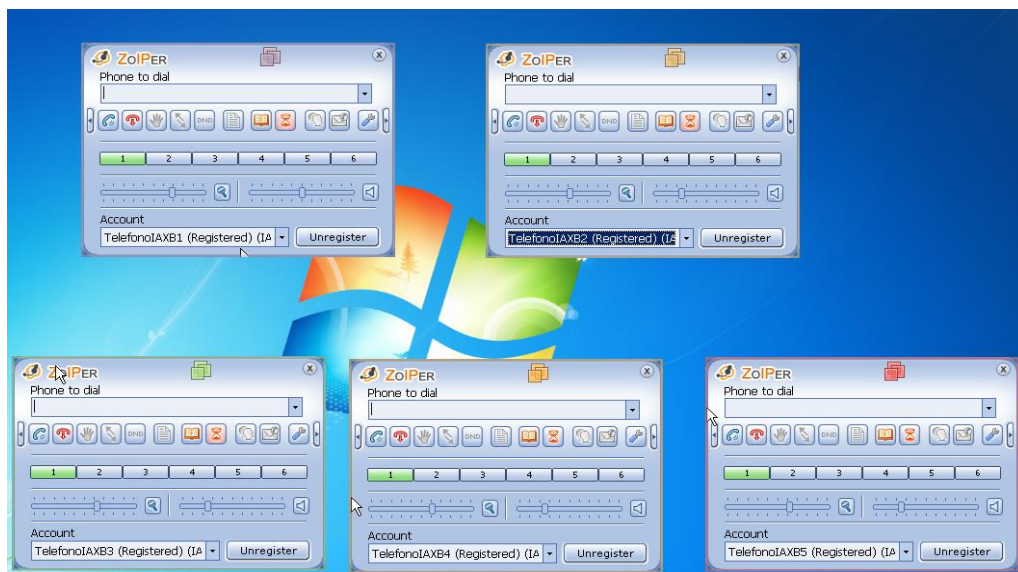 ZoIPER
Phone to dial
DND
1 2 3 4 5 6
Account
TelefonoIAXB1 (Registered) (IA
Unregister
ZoIPER
Phone to dial
DND
1 2 3 4 5 6
Account
TelefonoIAXB2 (Registered) (IA
Unregister
ZoIPER
Phone to dial
DND
1 2 3 4 5 6
Account
TelefonoIAXB3 (Registered) (IA
Unregister
ZoIPER
Phone to dial
DND
1 2 3 4 5 6
Account
TelefonoIAXB4 (Registered) (IA
Unregister
ZoIPER
Phone to dial
DND
1 2 3 4 5 6
Account
TelefonoIAXB5 (Registered) (IA
Unregister